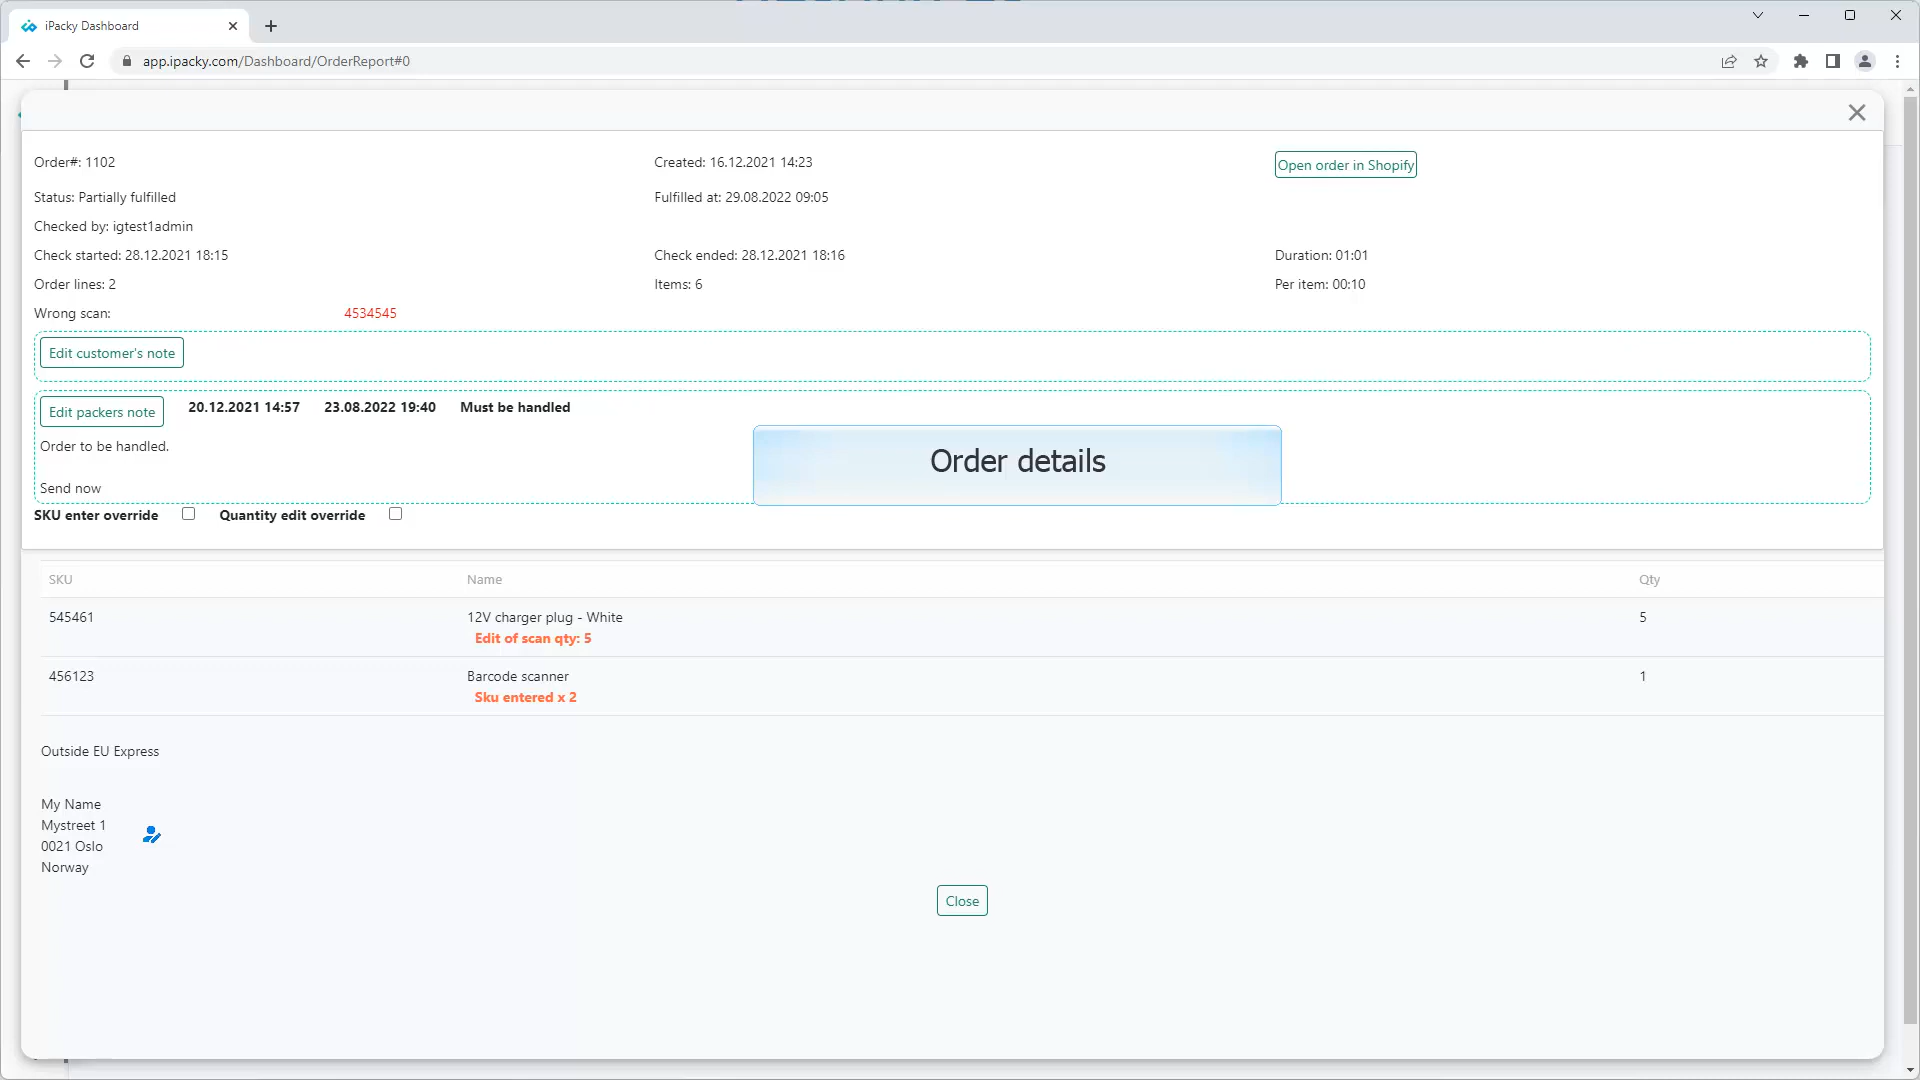 iPacky Dashboard
app.ipacky.com/Dashboard/OrderReport#0
Order#: 1102
Created: 16.12.2021 14:23
Open order in Shopify
Status: Partially fulfilled
Fulfilled at: 29.08.2022 09:05
Checked by: igtest1admin
Check started: 28.12.2021 18:15
Check ended: 28.12.2021 18:16
Duration: 01:01
Order lines: 2
Items: 6
Per item: 00:10
Wrong scan:
4534545
Edit customer's note
Edit packers note
20.12.2021 14:57
23.08.2022 19:40
Must be handled
Order to be handled.
Order details
Send now
SKU enter override
Quantity edit override
SKU
Name
Qty
545461
12V charger plug - White
5
Edit of scan qty: 5
456123
Barcode scanner
1
Sku entered x 2
Outside EU Express
My Name
Mystreet 1
0021 Oslo
Norway
Close